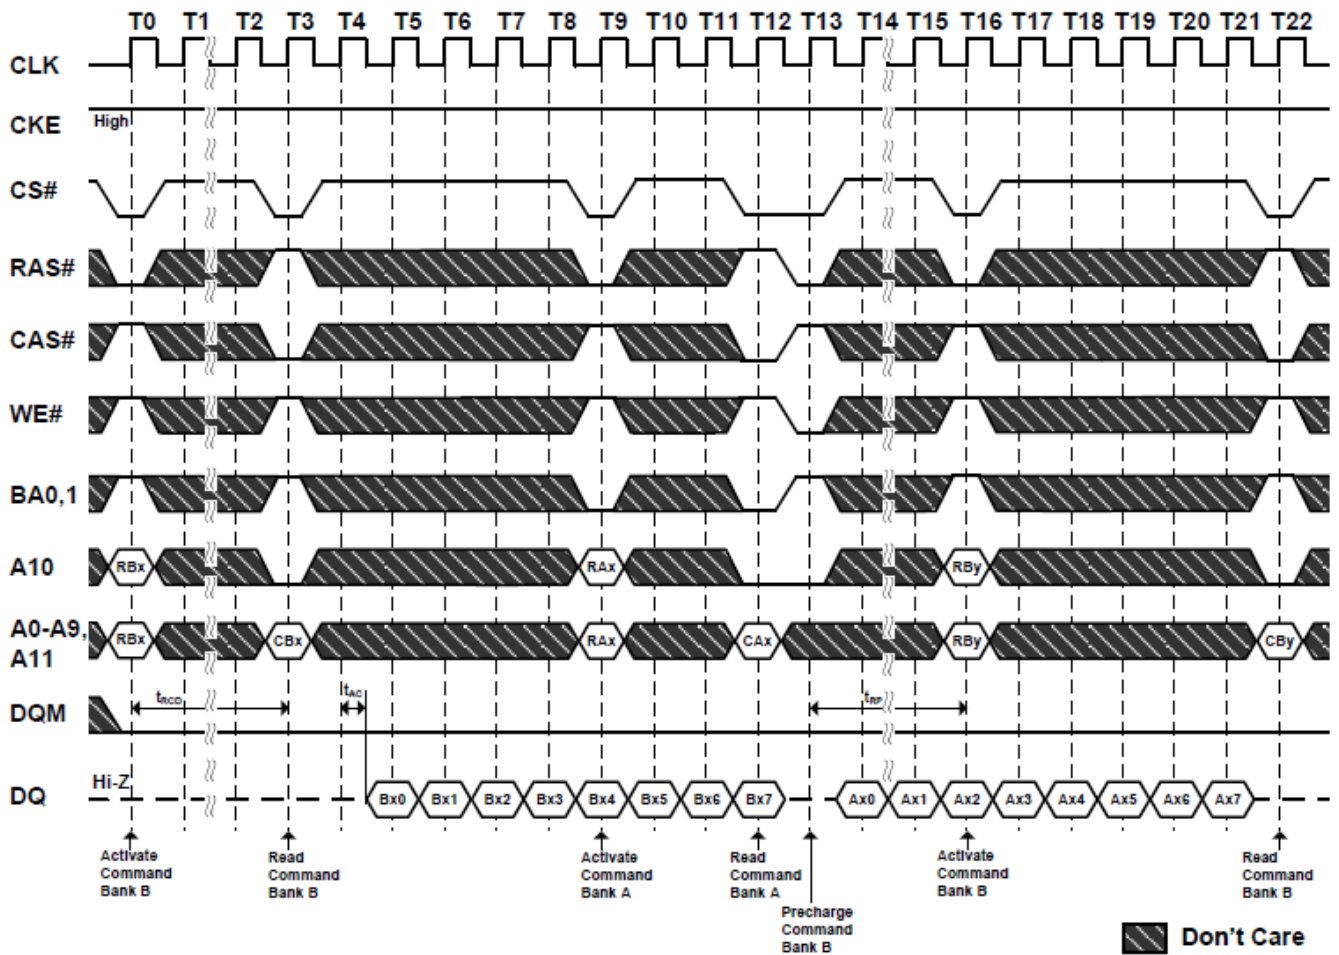 T0 T1 T2 T3 T4 T5 T6 T7 T8 T9 T10 T11 T12 T13 T14 T15 T16 T17 T18 T19 T20 T21 T22
CLK
CKE High
CS#
RAS#
CAS#
WE#
BA0,1
A10 RBx RAx RBy
A0-A9, A11 RBx CBx RAx CAx RBy CBy
DQM tRCD tAC tRP
DQ Hi-Z Bx0 Bx1 Bx2 Bx3 Bx4 Bx5 Bx6 Bx7 Ax0 Ax1 Ax2 Ax3 Ax4 Ax5 Ax6 Ax7
Activate
Command
Bank B
Read
Command
Bank B
Activate
Command
Bank A
Read
Command
Bank A
Precharge
Command
Bank B
Activate
Command
Bank B
Read
Command
Bank B
Don't Care